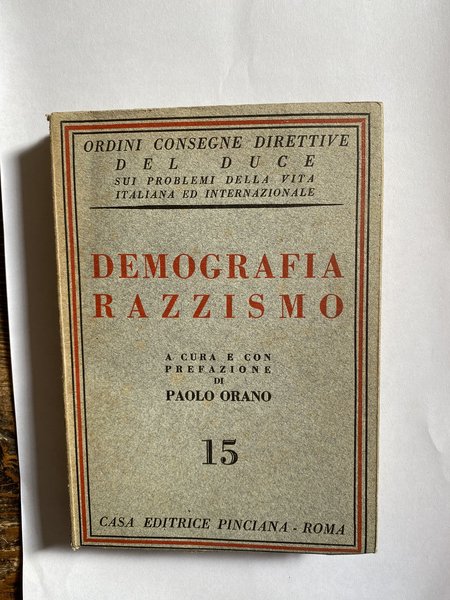 ORDINI CONSEGNE DIRETTIVE
DEL DUCE
SUI PROBLEMI DELLA VITA
ITALIANA ED INTERNAZIONALE
DEMOGRAFIA
RAZZISMO
A CURA E CON
PREFAZIONE
DI
PAOLO ORANO
15
CASA EDITRICE PINCIANA - ROMA